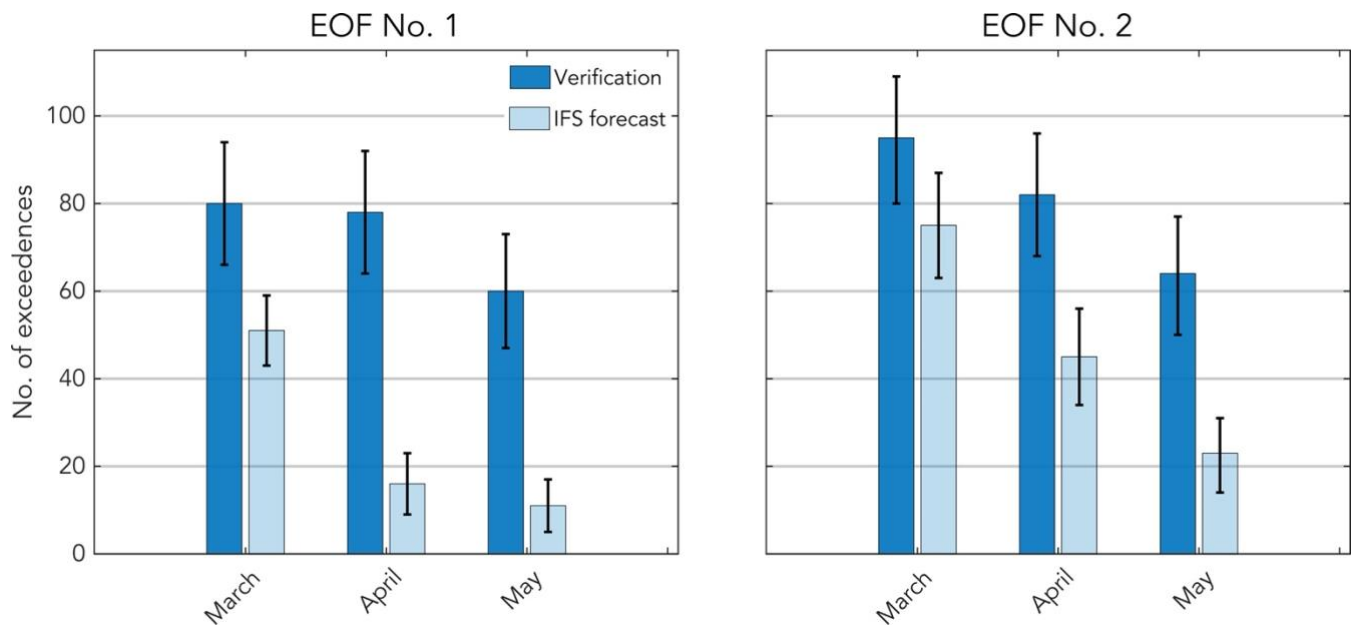 EOF No. 1
EOF No. 2
Verification
IFS forecast
No. of exceedences
100
80
60
40
20
0
March
April
May
March
April
May